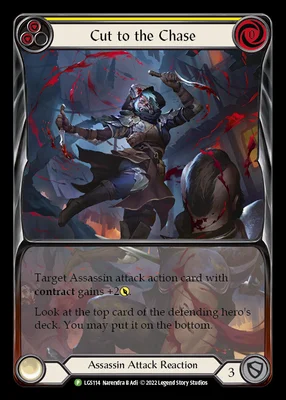 Cut to the Chase
Target Assassin attack action card with
contract gains +2.
Look at the top card of the defending hero's
deck. You may put it on the bottom.
Assassin Attack Reaction
3
P LGS114 Narendra B Adi ©2022 Legend Story Studios